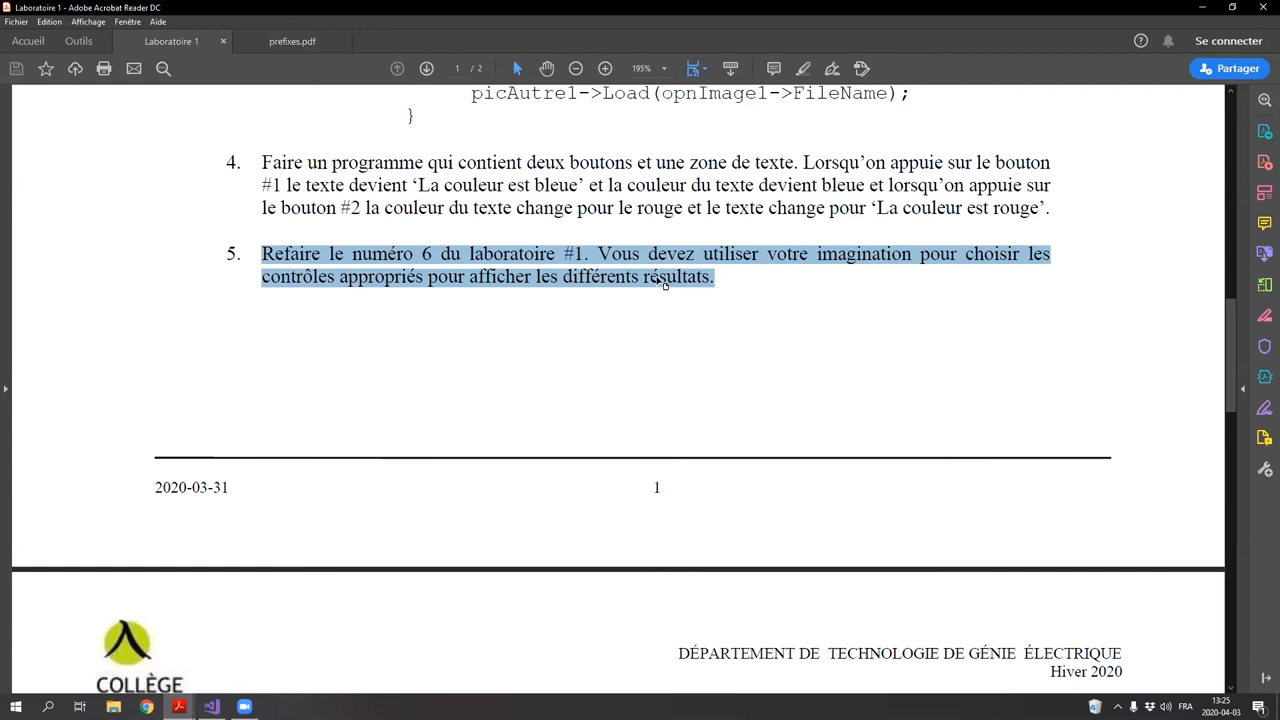 Laboratoire 1 - Adobe Acrobat Reader DC
Fichier Edition Affichage Fenêtre Aide
Accueil Outils Laboratoire 1 × prefixes.pdf Se connecter
1 / 2 195% Partager
picAutre1->Load(opnImage1->FileName);
}
4. Faire un programme qui contient deux boutons et une zone de texte. Lorsqu'on appuie sur le bouton
#1 le texte devient 'La couleur est bleue' et la couleur du texte devient bleue et lorsqu'on appuie sur
le bouton #2 la couleur du texte change pour le rouge et le texte change pour 'La couleur est rouge'.
5. Refaire le numéro 6 du laboratoire #1. Vous devez utiliser votre imagination pour choisir les
contrôles appropriés pour afficher les différents résultats.
2020-03-31 1
DÉPARTEMENT DE TECHNOLOGIE DE GÉNIE ÉLECTRIQUE
Hiver 2020
COLLÈGE
FRA 13:25
2020-04-03